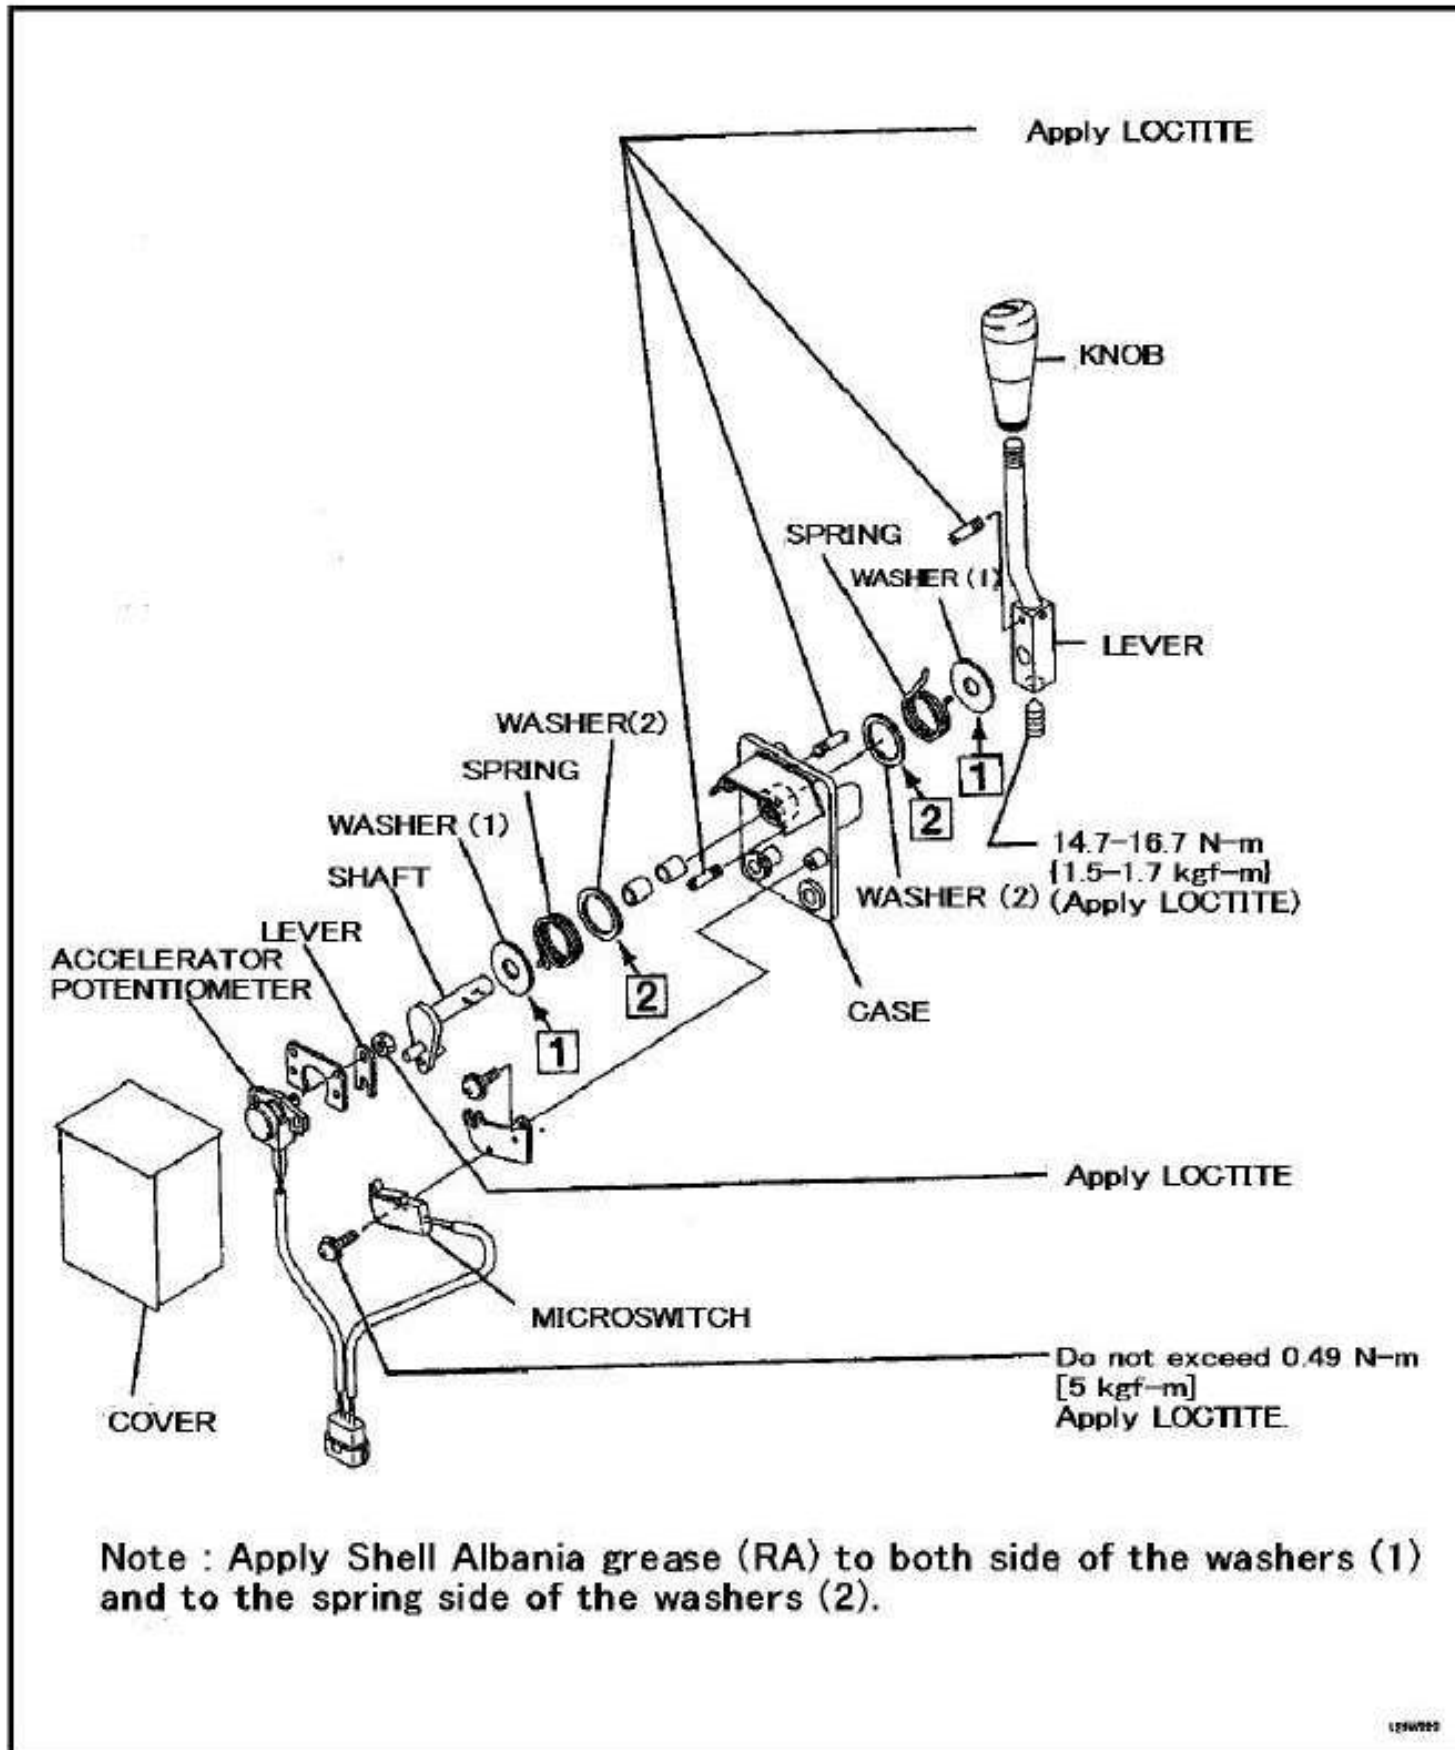 Apply LOCTITE
KNOB
SPRING
WASHER (1)
LEVER
WASHER(2)
SPRING
1
2
WASHER (1)
14.7-16.7 N-m
{1.5-1.7 kgf-m}
(Apply LOCTITE)
SHAFT
WASHER (2)
LEVER
ACCELERATOR
POTENTIOMETER
2
CASE
1
Apply LOCTITE
MICROSWITCH
Do not exceed 0.49 N-m
[5 kgf-m]
Apply LOCTITE.
COVER
Note : Apply Shell Albania grease (RA) to both side of the washers (1)
and to the spring side of the washers (2).